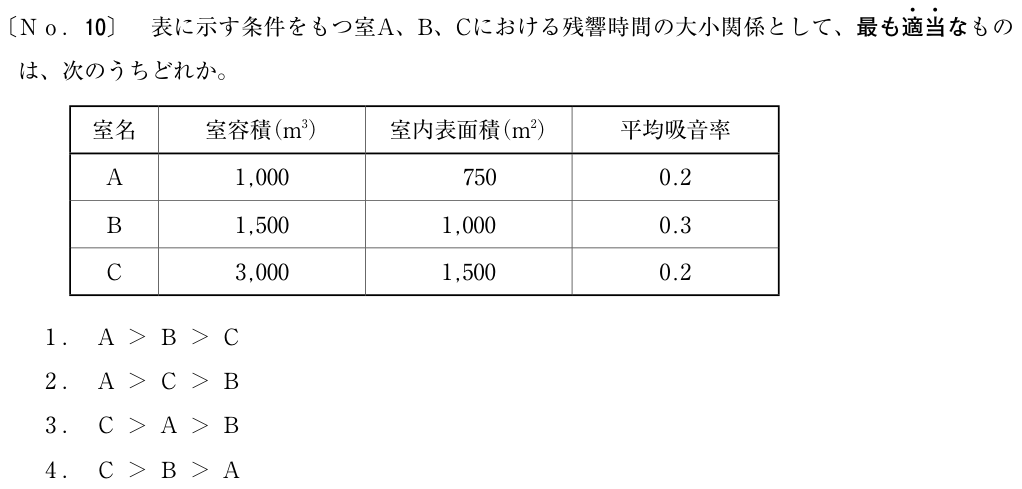 〔Ｎｏ．10〕　表に示す条件をもつ室A、B、Cにおける残響時間の大小関係として、最も適当なもの
は、次のうちどれか。
室名　室容積(m³)　室内表面積(m²)　平均吸音率
A　1,000　750　0.2
B　1,500　1,000　0.3
C　3,000　1,500　0.2
1.　A > B > C
2.　A > C > B
3.　C > A > B
4.　C > B > A